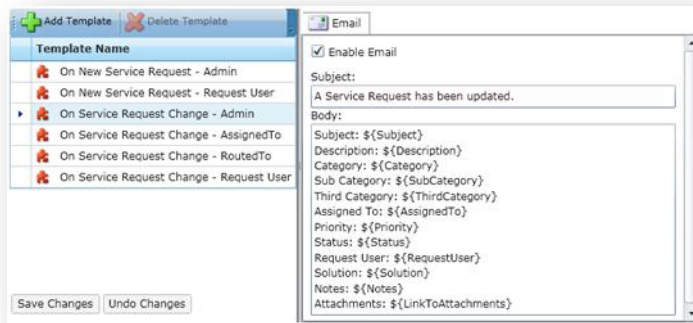 Add Template Delete Template
Template Name
On New Service Request - Admin
On New Service Request - Request User
On Service Request Change - Admin
On Service Request Change - AssignedTo
On Service Request Change - RoutedTo
On Service Request Change - Request User
Save Changes Undo Changes
Email
Enable Email
Subject:
A Service Request has been updated.
Body:
Subject: ${Subject}
Description: ${Description}
Category: ${Category}
Sub Category: ${SubCategory}
Third Category: ${ThirdCategory}
Assigned To: ${AssignedTo}
Priority: ${Priority}
Status: ${Status}
Request User: ${RequestUser}
Solution: ${Solution}
Notes: ${Notes}
Attachments: ${LinkToAttachments}